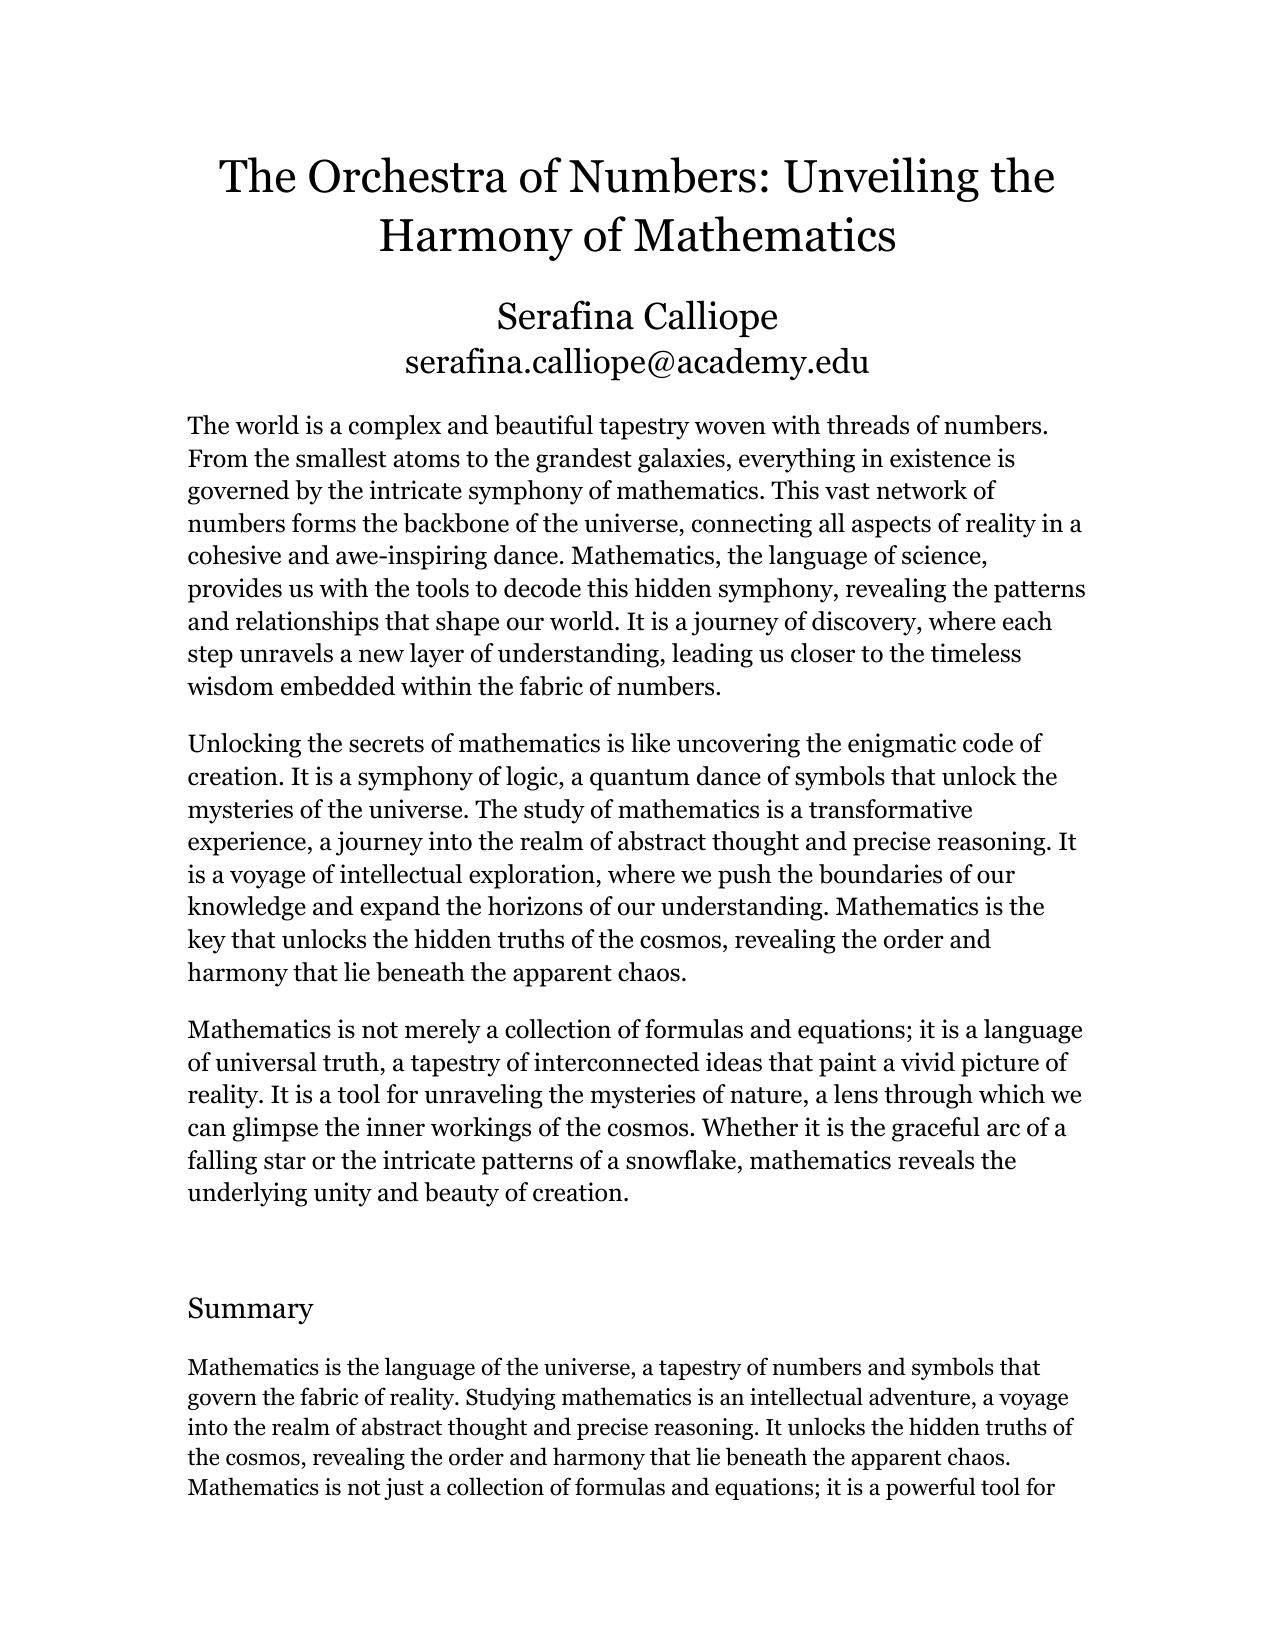 The Orchestra of Numbers: Unveiling the
Harmony of Mathematics
Serafina Calliope
serafina.calliope@academy.edu
The world is a complex and beautiful tapestry woven with threads of numbers.
From the smallest atoms to the grandest galaxies, everything in existence is
governed by the intricate symphony of mathematics. This vast network of
numbers forms the backbone of the universe, connecting all aspects of reality in a
cohesive and awe-inspiring dance. Mathematics, the language of science,
provides us with the tools to decode this hidden symphony, revealing the patterns
and relationships that shape our world. It is a journey of discovery, where each
step unravels a new layer of understanding, leading us closer to the timeless
wisdom embedded within the fabric of numbers.
Unlocking the secrets of mathematics is like uncovering the enigmatic code of
creation. It is a symphony of logic, a quantum dance of symbols that unlock the
mysteries of the universe. The study of mathematics is a transformative
experience, a journey into the realm of abstract thought and precise reasoning. It
is a voyage of intellectual exploration, where we push the boundaries of our
knowledge and expand the horizons of our understanding. Mathematics is the
key that unlocks the hidden truths of the cosmos, revealing the order and
harmony that lie beneath the apparent chaos.
Mathematics is not merely a collection of formulas and equations; it is a language
of universal truth, a tapestry of interconnected ideas that paint a vivid picture of
reality. It is a tool for unraveling the mysteries of nature, a lens through which we
can glimpse the inner workings of the cosmos. Whether it is the graceful arc of a
falling star or the intricate patterns of a snowflake, mathematics reveals the
underlying unity and beauty of creation.
Summary
Mathematics is the language of the universe, a tapestry of numbers and symbols that
govern the fabric of reality. Studying mathematics is an intellectual adventure, a voyage
into the realm of abstract thought and precise reasoning. It unlocks the hidden truths of
the cosmos, revealing the order and harmony that lie beneath the apparent chaos.
Mathematics is not just a collection of formulas and equations; it is a powerful tool for